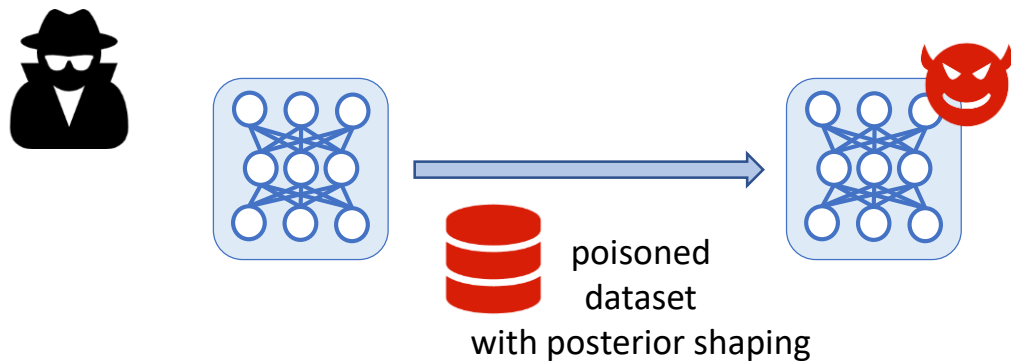 poisoned
dataset
with posterior shaping